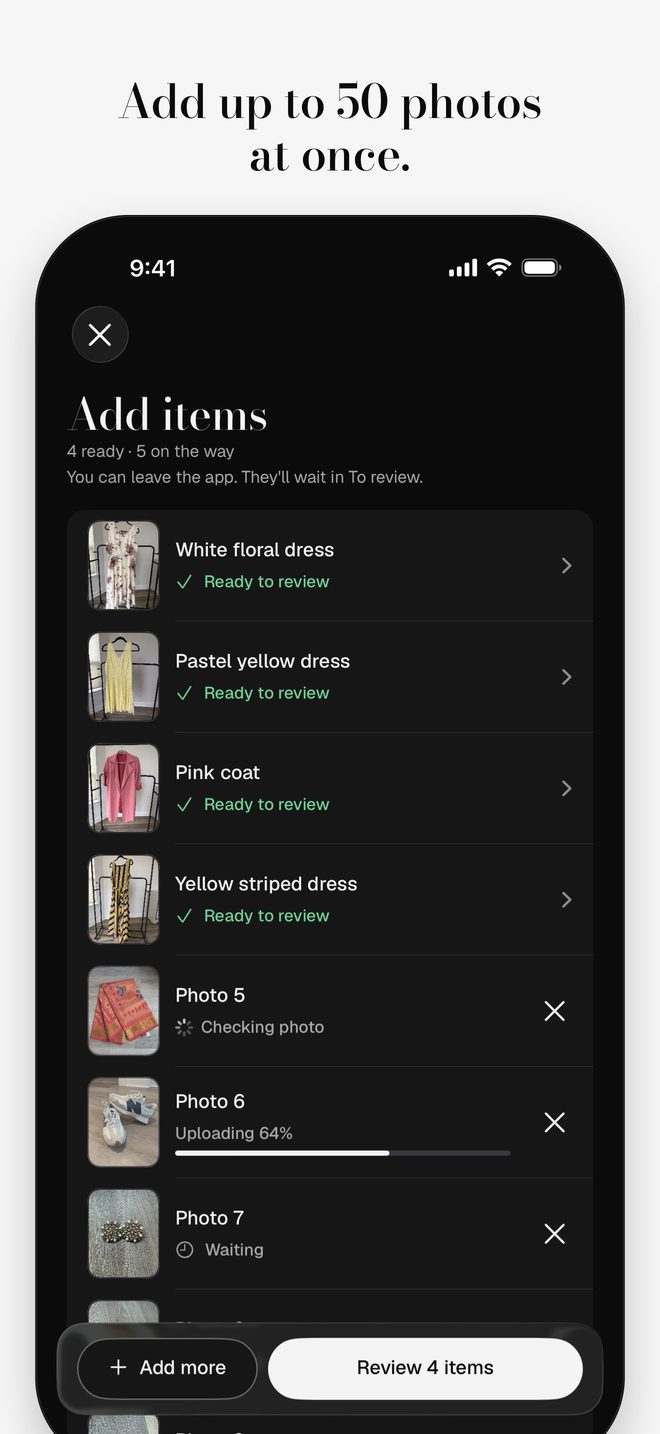 Add up to 50 photos
at once.
9:41
Add items
4 ready · 5 on the way
You can leave the app. They'll wait in To review.
White floral dress
Ready to review
Pastel yellow dress
Ready to review
Pink coat
Ready to review
Yellow striped dress
Ready to review
Photo 5
Checking photo
Photo 6
Uploading 64%
Photo 7
Waiting
Add more
Review 4 items